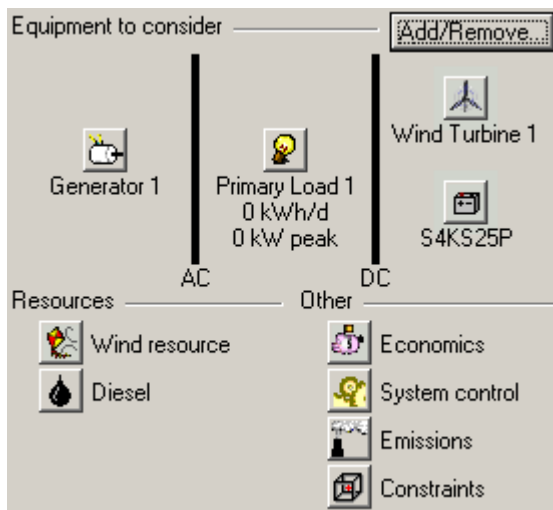 Equipment to consider
Add/Remove...
Generator 1
Primary Load 1
0 kWh/d
0 kW peak
Wind Turbine 1
S4KS25P
AC
DC
Resources
Other
Wind resource
Economics
Diesel
System control
Emissions
Constraints